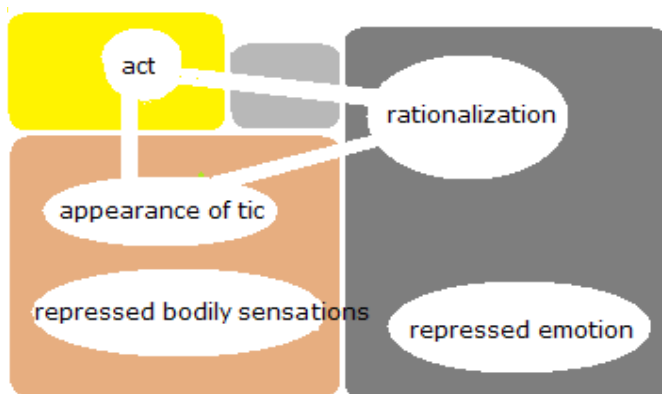 act
rationalization
appearance of tic
repressed bodily sensations
repressed emotion